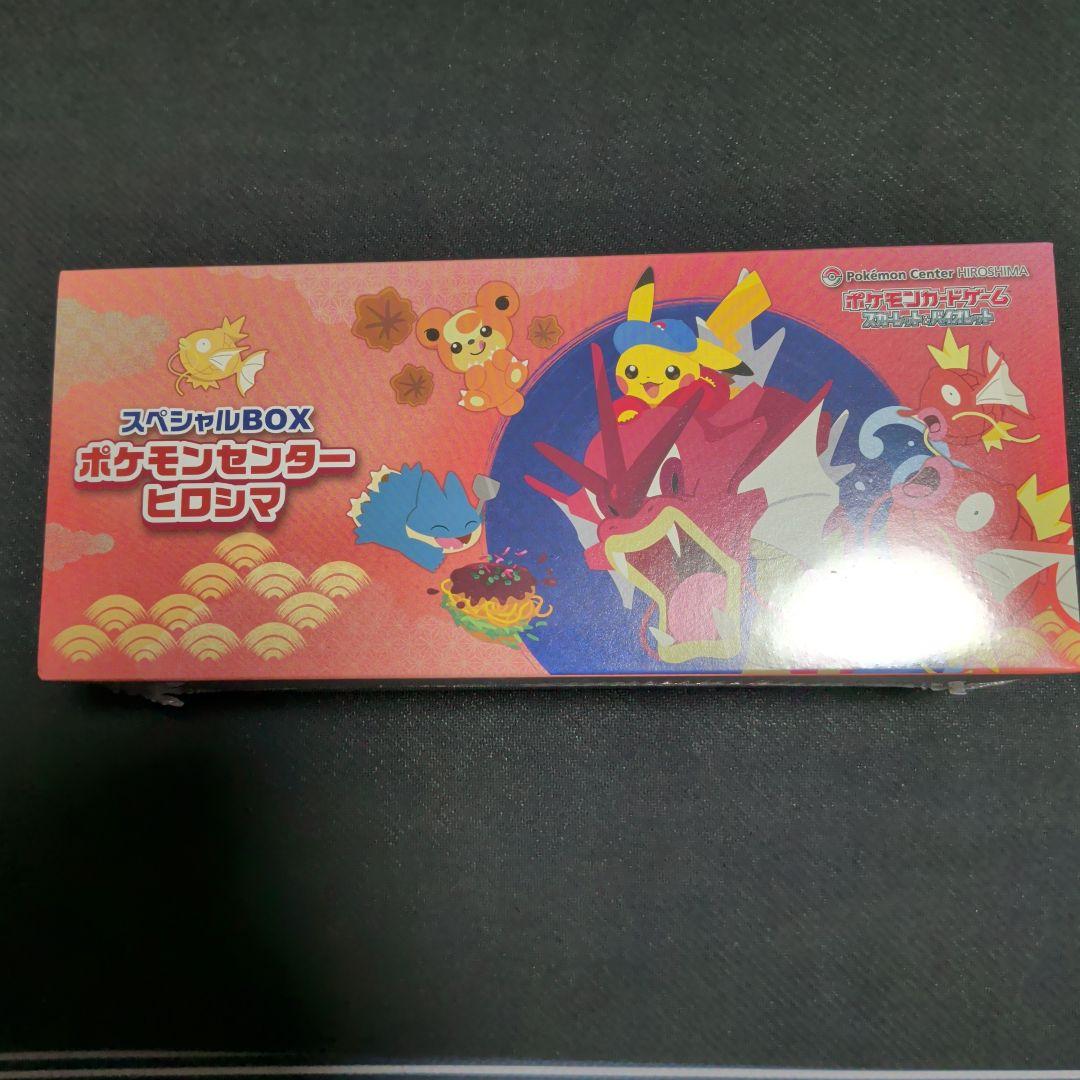 Pokémon Center HIROSHIMA
ポケモンカードゲーム
スカーレット&バイオレット
スペシャルBOX
ポケモンセンター
ヒロシマ